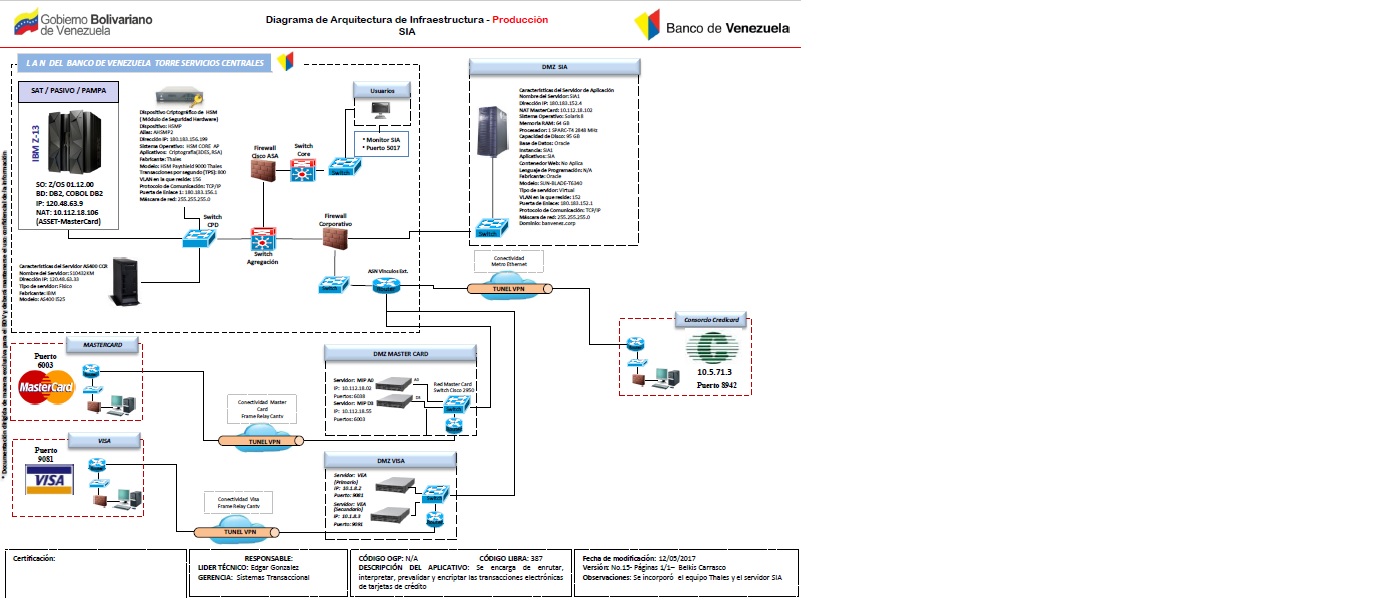 Gobierno Bolivariano
de Venezuela
Diagrama de Arquitectura de Infraestructura - Producción
SIA
Banco de Venezuela
LAN DEL BANCO DE VENEZUELA TORRE SERVICIOS CENTRALES
SAT / PASIVO / PAMPA
IBM Z-13
SO: Z/OS 01.12.00
BD: DB2, COBOL DB2
IP: 120.48.63.9
NAT: 10.112.18.106
(ASSET-MasterCard)
Dispositivo Criptográfico de HSM
( Módulo de Seguridad Hardware)
Dispositivo: HSMP
Alias: AHSMP2
Dirección IP: 180.183.156.199
Sistema Operativo: HSM CORE AP
Aplicativos: Criptografía(3DES, RSA)
Fabricante: Thales
Modelo: HSM Payshield 9000 Thales
Transacciones por segundo (TPS): 800
VLAN en la que reside: 156
Protocolo de Comunicación: TCP/IP
Puerta de Enlace 1: 180.183.156.1
Máscara de red: 255.255.255.0
Firewall
Cisco ASA
Switch
Core
Switch
Usuarios
* Monitor SIA
* Puerto 5017
Switch
CPD
Switch
Agregación
Firewall
Corporativo
Switch
ASN Vínculos Ext.
Router
Características del Servidor AS400 CCR
Nombre del Servidor: S10432KM
Dirección IP: 120.48.63.33
Tipo de servidor: Físico
Fabricante: IBM
Modelo: AS400 I525
DMZ SIA
Características del Servidor de Aplicación
Nombre del Servidor: SIA1
Dirección IP: 180.183.152.4
NAT MasterCard: 10.112.18.102
Sistema Operativo: Solaris 8
Memoria RAM: 64 GB
Procesador: 1 SPARC-T4 2848 MHz
Capacidad de Disco: 95 GB
Base de Datos: Oracle
Instancia: SIA1
Aplicativos: SIA
Contenedor Web: No Aplica
Lenguaje de Programación: N/A
Fabricante: Oracle
Modelo: SUN-BLADE-T6340
Tipo de servidor: Virtual
VLAN en la que reside: 152
Puerta de Enlace: 180.183.152.1
Protocolo de Comunicación: TCP/IP
Máscara de red: 255.255.255.0
Dominio: banvenez.corp
Switch
Conectividad
Metro Ethernet
TUNEL VPN
Consorcio Credicard
10.5.71.3
Puerto 8942
MASTERCARD
Puerto
6003
MasterCard
Conectividad Master
Card
Frame Relay Cantv
TUNEL VPN
DMZ MASTER CARD
Servidor: MIP A0
IP: 10.112.18.02
Puertos: 6038
Servidor: MIP D3
IP: 10.112.18.55
Puertos: 6003
Red Master Card
Switch Cisco 2950
Switch
VISA
Puerto
9081
VISA
Conectividad Visa
Frame Relay Cantv
TUNEL VPN
DMZ VISA
Servidor: VEA
(Primario)
IP: 10.1.8.2
Puerto: 9081
Servidor: VEA
(Secundario)
IP: 10.1.8.3
Puerto: 9091
Switch
Router
* Documentación dirigida de manera exclusiva para el BDV y deberá mantenerse el uso confidencial de la información
Certificación:
RESPONSABLE:
LIDER TÉCNICO: Edgar Gonzalez
GERENCIA: Sistemas Transaccional
CÓDIGO OGP: N/A CÓDIGO LIBRA: 387
DESCRIPCIÓN DEL APLICATIVO: Se encarga de enrutar,
interpretar, prevalidar y encriptar las transacciones electrónicas
de tarjetas de crédito
Fecha de modificación: 12/05/2017
Versión: No.15- Páginas 1/1– Belkis Carrasco
Observaciones: Se incorporó el equipo Thales y el servidor SIA